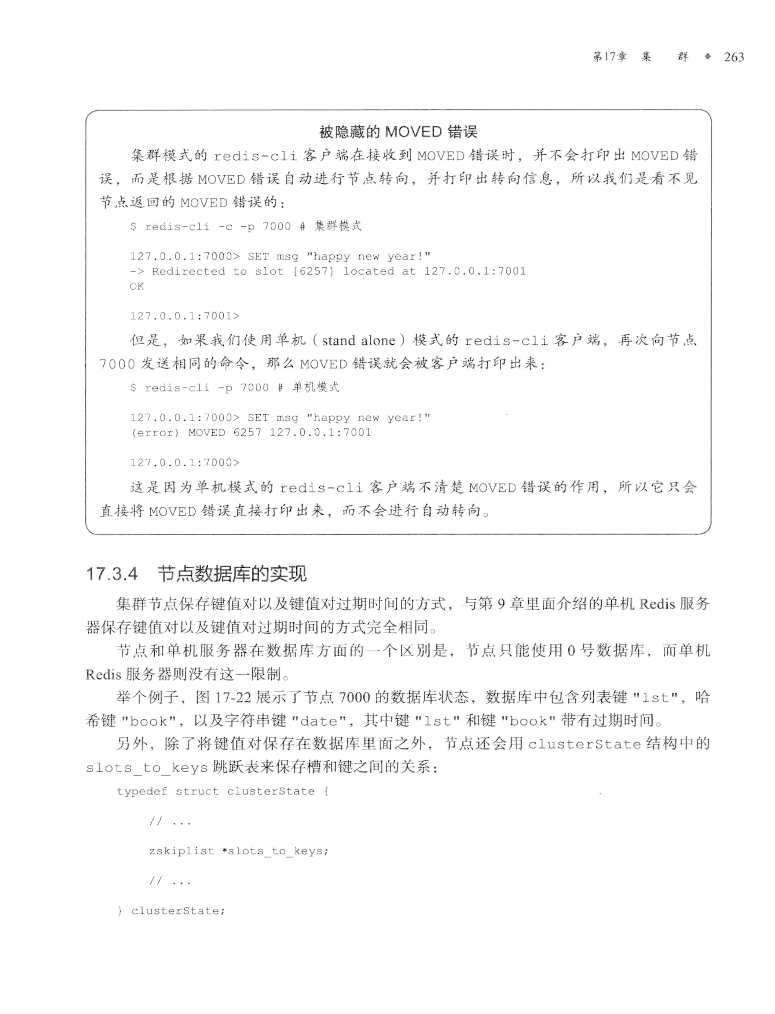 第17章 集 群 ❖ 263
被隐藏的 MOVED 错误
集群模式的 redis-cli 客户端在接收到 MOVED 错误时，并不会打印出 MOVED 错
误，而是根据 MOVED 错误自动进行节点转向，并打印出转向信息，所以我们是看不见
节点返回的 MOVED 错误的：
$ redis-cli -c -p 7000 # 集群模式
127.0.0.1:7000> SET msg "happy new year!"
-> Redirected to slot [6257] located at 127.0.0.1:7001
OK
127.0.0.1:7001>
但是，如果我们使用单机（stand alone）模式的 redis-cli 客户端，再次向节点
7000 发送相同的命令，那么 MOVED 错误就会被客户端打印出来：
$ redis-cli -p 7000 # 单机模式
127.0.0.1:7000> SET msg "happy new year!"
(error) MOVED 6257 127.0.0.1:7001
127.0.0.1:7000>
这是因为单机模式的 redis-cli 客户端不清楚 MOVED 错误的作用，所以它只会
直接将 MOVED 错误直接打印出来，而不会进行自动转向。
17.3.4 节点数据库的实现
集群节点保存键值对以及键值对过期时间的方式，与第 9 章里面介绍的单机 Redis 服务
器保存键值对以及键值对过期时间的方式完全相同。
节点和单机服务器在数据库方面的一个区别是，节点只能使用 0 号数据库，而单机
Redis 服务器则没有这一限制。
举个例子，图 17-22 展示了节点 7000 的数据库状态，数据库中包含列表键 "lst"，哈
希键 "book"，以及字符串键 "date"，其中键 "lst" 和键 "book" 带有过期时间。
另外，除了将键值对保存在数据库里面之外，节点还会用 clusterState 结构中的
slots_to_keys 跳跃表来保存槽和键之间的关系：
typedef struct clusterState {
// ...
zskiplist *slots_to_keys;
// ...
} clusterState;